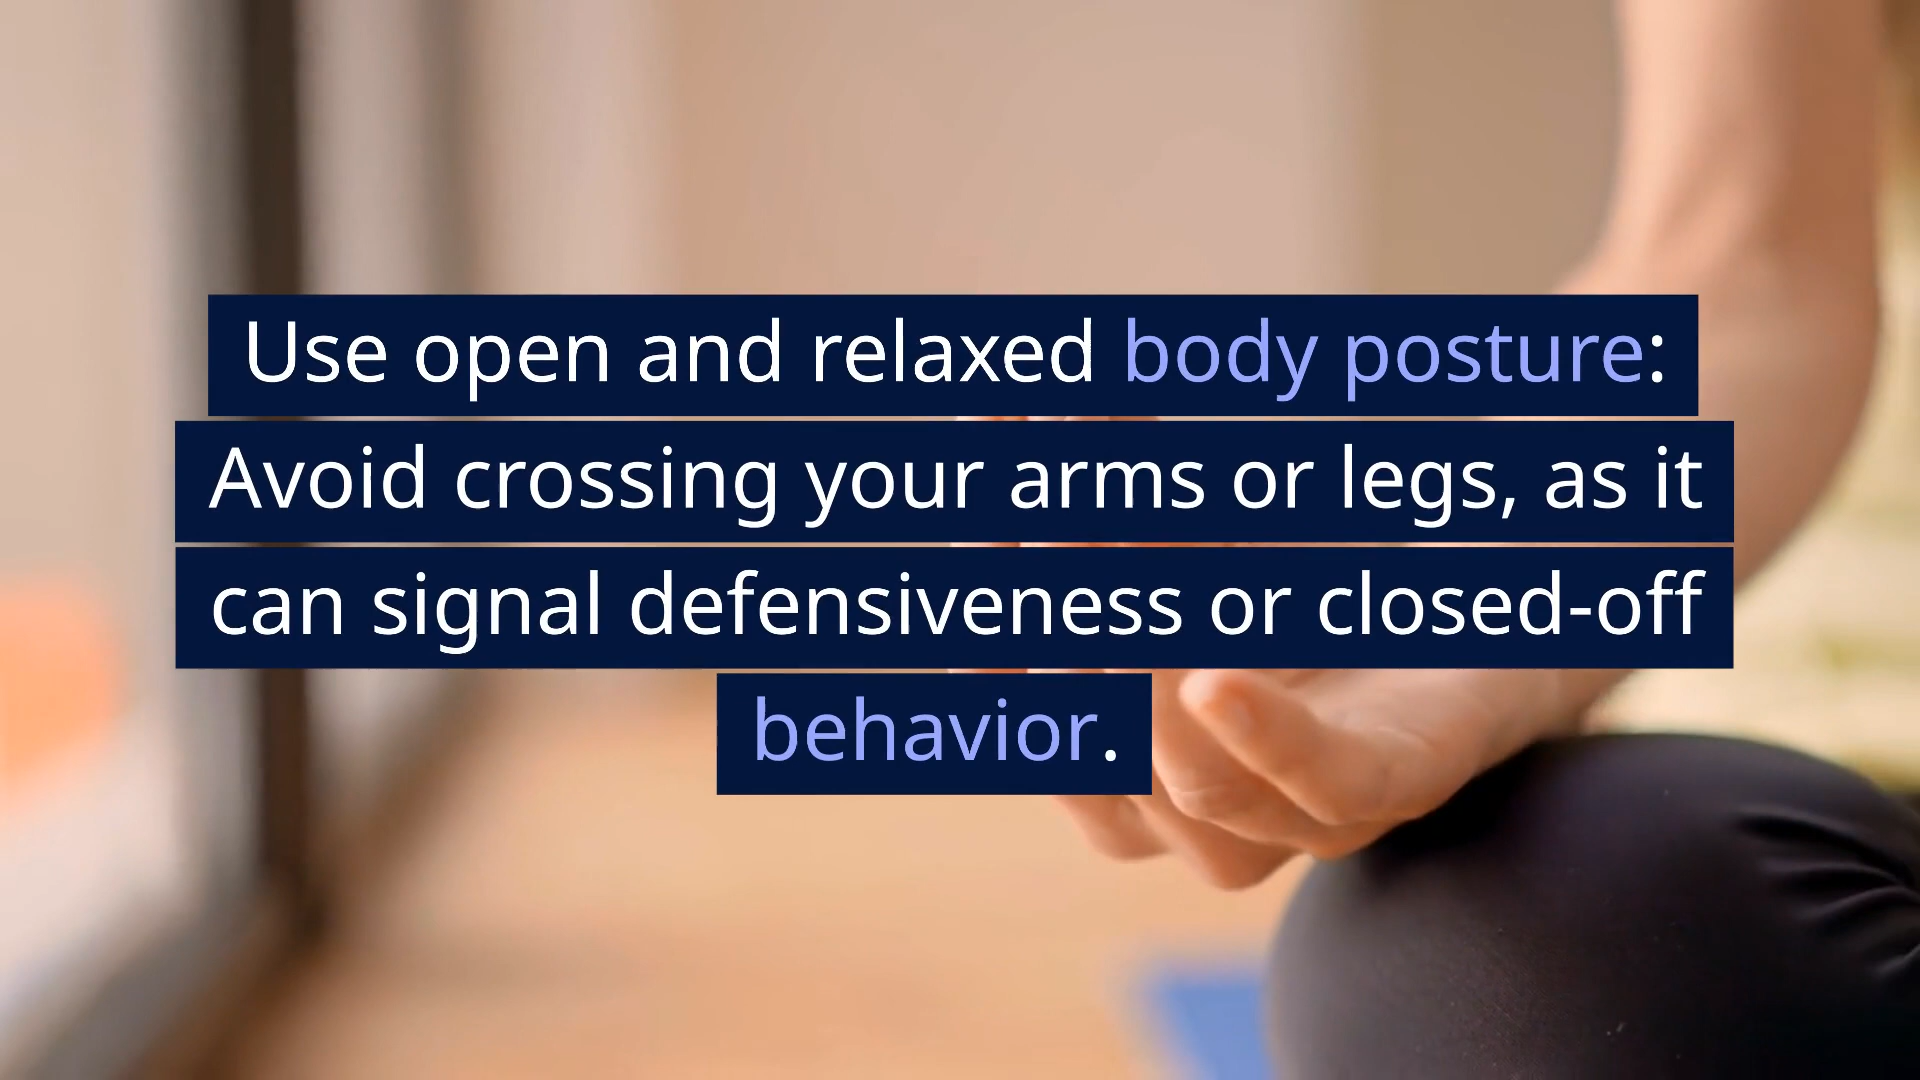 Use open and relaxed body posture:
Avoid crossing your arms or legs, as it
can signal defensiveness or closed-off
behavior.